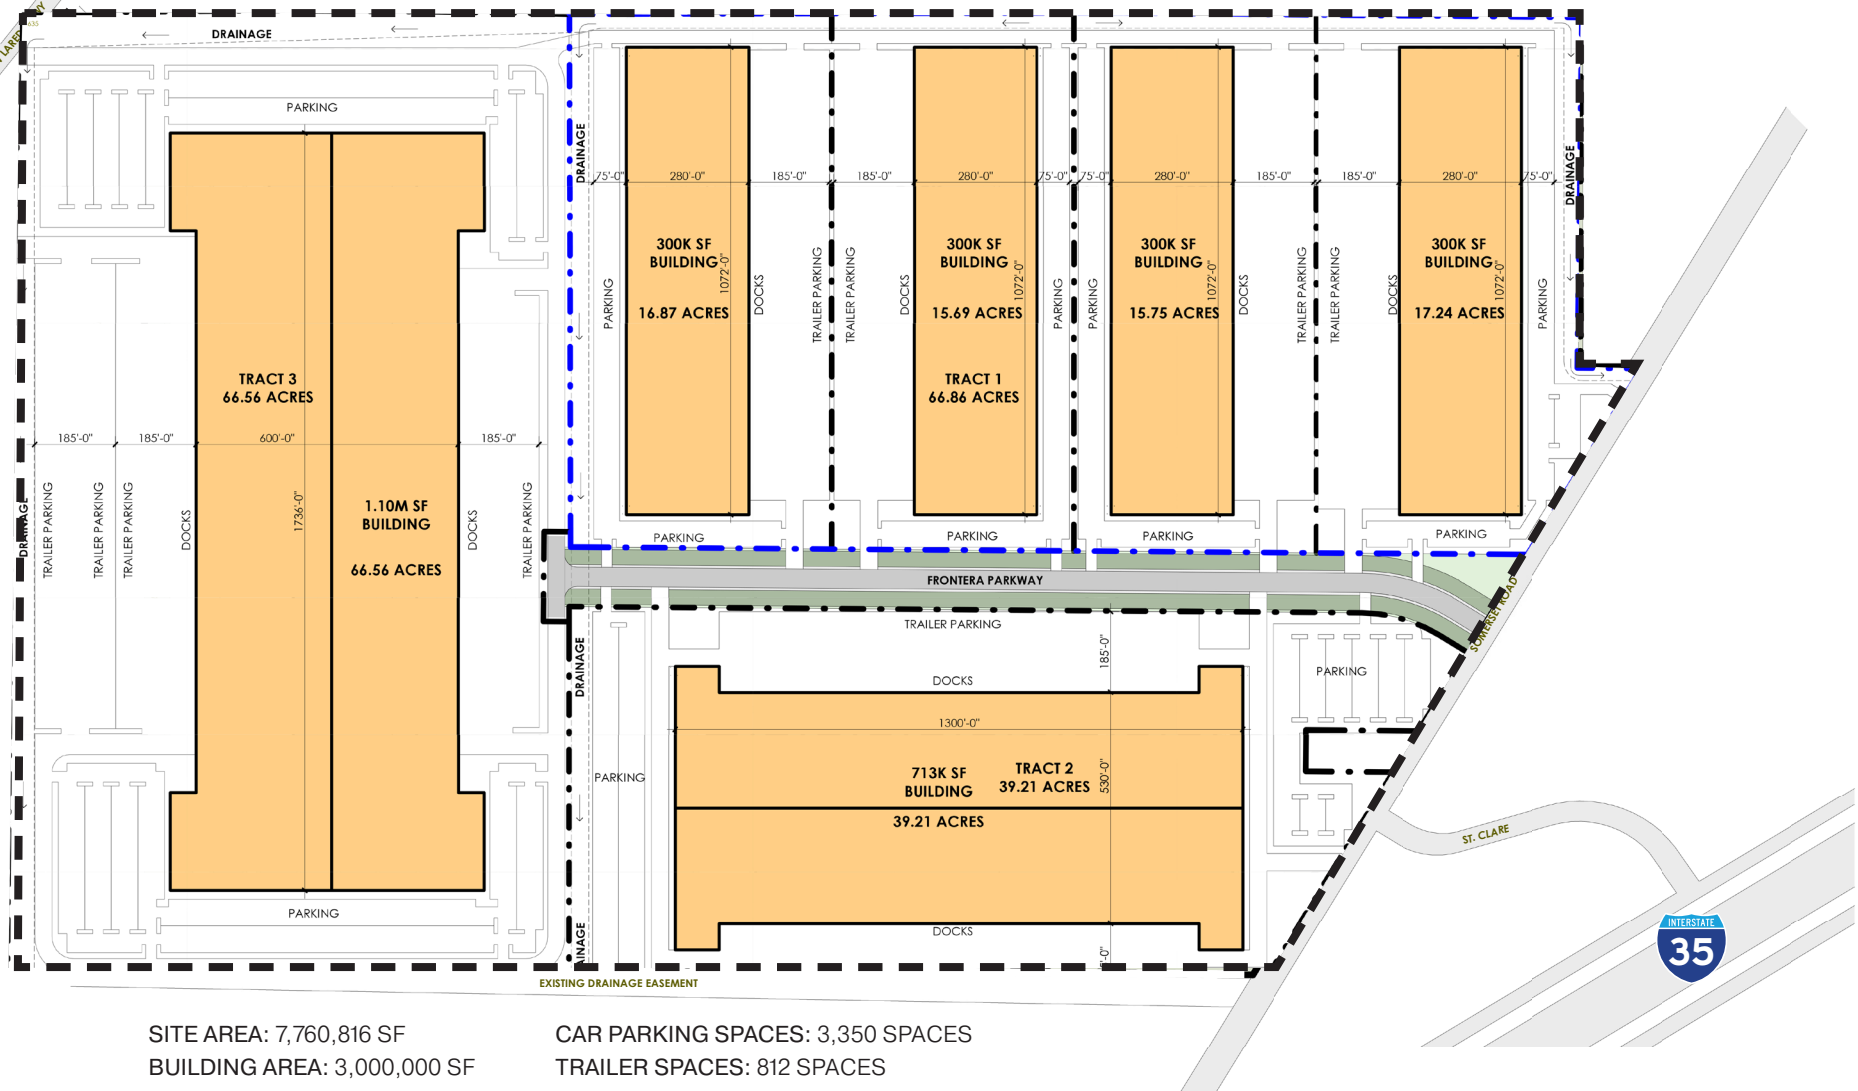 DRAINAGE
635
PARKING
DRAINAGE
DRAINAGE
75'-0"
280'-0"
185'-0"
185'-0"
280'-0"
75'-0"
75'-0"
280'-0"
185'-0"
185'-0"
280'-0"
75'-0"
300K SF
BUILDING
16.87 ACRES
1072'-0"
300K SF
BUILDING
15.69 ACRES
1072'-0"
TRACT 1
66.86 ACRES
300K SF
BUILDING
15.75 ACRES
1072'-0"
300K SF
BUILDING
17.24 ACRES
1072'-0"
PARKING
DOCKS
TRAILER PARKING
TRAILER PARKING
DOCKS
PARKING
PARKING
DOCKS
TRAILER PARKING
TRAILER PARKING
DOCKS
PARKING
TRACT 3
66.56 ACRES
185'-0"
185'-0"
600'-0"
185'-0"
DRAINAGE
TRAILER PARKING
TRAILER PARKING
TRAILER PARKING
DOCKS
1736'-0"
1.10M SF
BUILDING
66.56 ACRES
DOCKS
TRAILER PARKING
PARKING
PARKING
PARKING
PARKING
FRONTERA PARKWAY
SOMERSET ROAD
TRAILER PARKING
185'-0"
DRAINAGE
DOCKS
PARKING
1300'-0"
PARKING
713K SF
BUILDING
TRACT 2
39.21 ACRES
530'-0"
39.21 ACRES
ST. CLARE
PARKING
DOCKS
INTERSTATE
35
EXISTING DRAINAGE EASEMENT
SITE AREA: 7,760,816 SF
CAR PARKING SPACES: 3,350 SPACES
BUILDING AREA: 3,000,000 SF
TRAILER SPACES: 812 SPACES